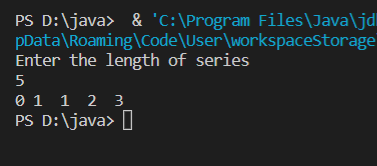 PS D:\java>  & 'C:\Program Files\Java\jd
pData\Roaming\Code\User\workspaceStorage
Enter the length of series
5
0 1  1  2  3
PS D:\java>